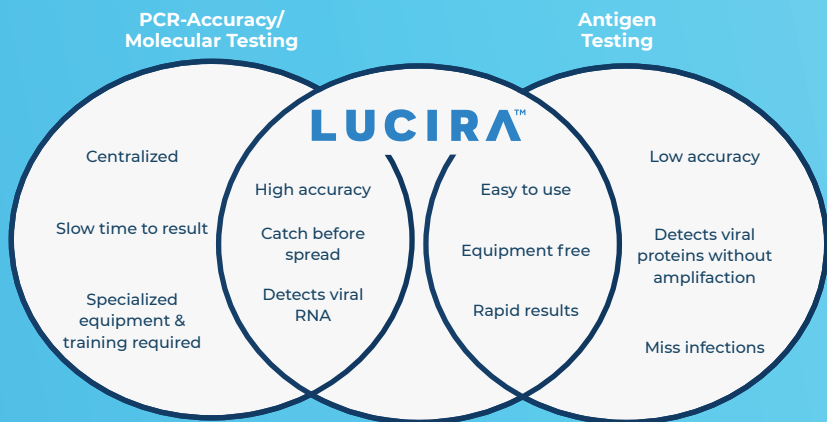 PCR-Accuracy/
Molecular Testing
Antigen
Testing
LUCIRA™
Centralized
Slow time to result
Specialized
equipment &
training required
High accuracy
Catch before
spread
Detects viral
RNA
Easy to use
Equipment free
Rapid results
Low accuracy
Detects viral
proteins without
amplifaction
Miss infections